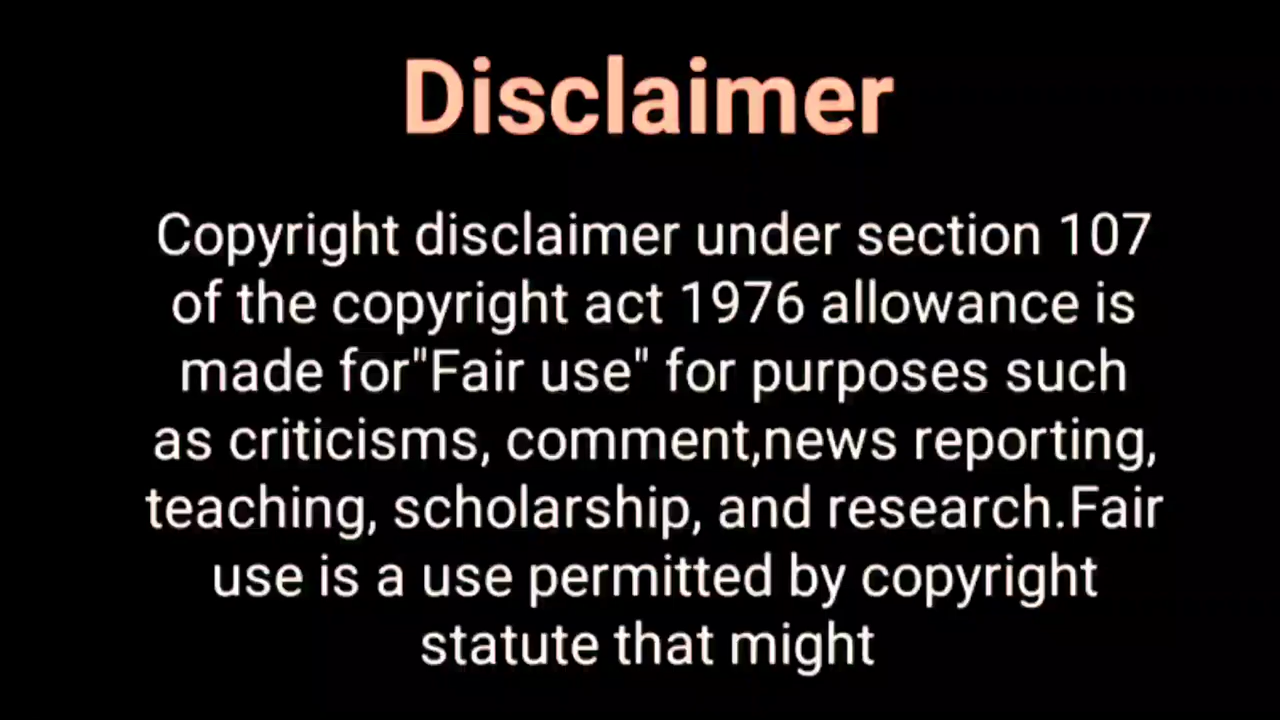 Disclaimer
Copyright disclaimer under section 107
of the copyright act 1976 allowance is
made for"Fair use" for purposes such
as criticisms, comment,news reporting,
teaching, scholarship, and research.Fair
use is a use permitted by copyright
statute that might